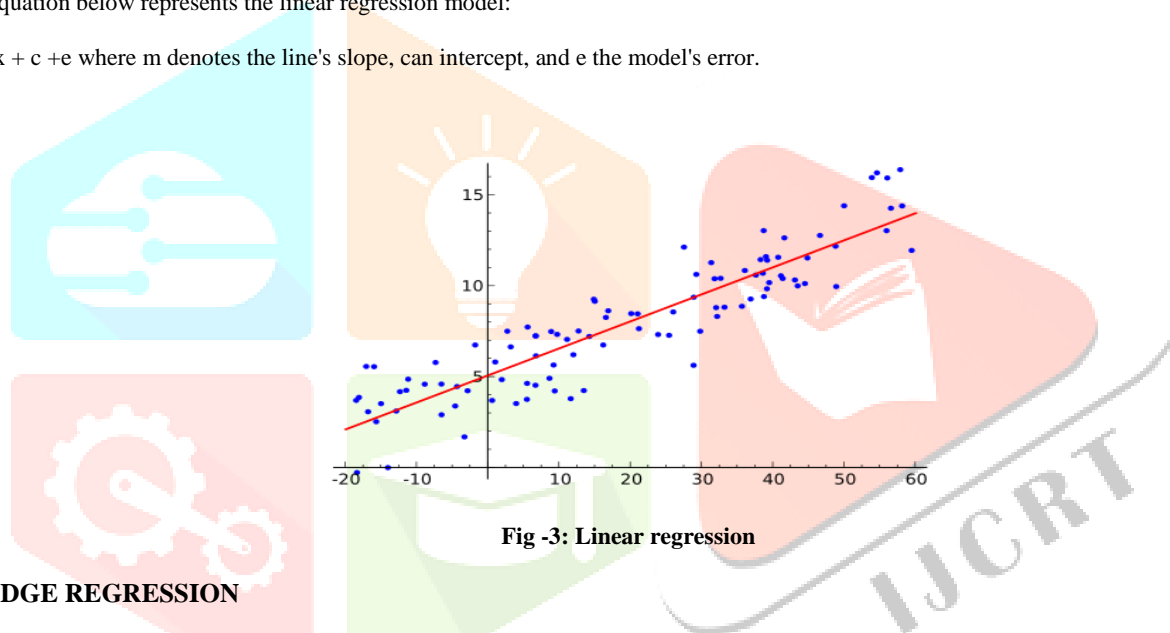 quation below represents the linear regression model:
x + c +e where m denotes the line's slope, can intercept, and e the model's error.
15
10
5
-20 -10 10 20 30 40 50 60
Fig -3: Linear regression
IJCRT
DGE REGRESSION